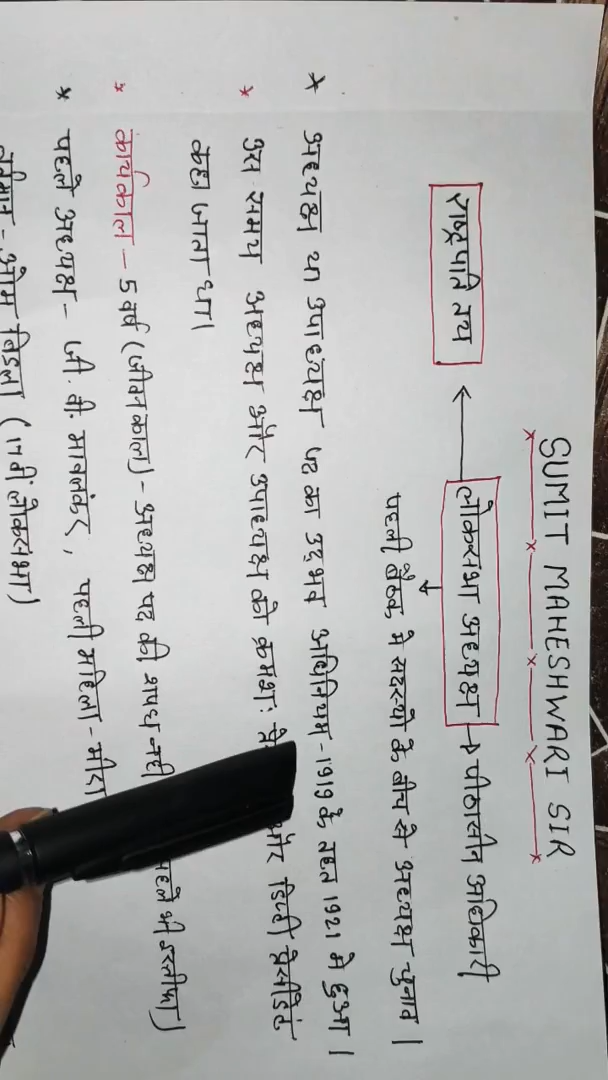 SUMIT MAHESHWARI SIR
राष्ट्रपति तय ← लोकसभा अध्यक्ष → पीठासीन अधिकारी
पहली बैठक मे सदस्यो के बीच से अध्यक्ष चुनाव |
* अध्यक्ष या उपाध्यक्ष पद का उद्भव अधिनियम-1919 के तहत 1921 मे हुआ |
* उस समय अध्यक्ष और उपाध्यक्ष को क्रमशः और डिप्टी प्रेसीडेंट
कहा जाता था |
* कार्यकाल - 5 वर्ष (जीवनकाल) - अध्यक्ष पद की शपथ नही पहले भी इस्तीफा)
* पहले अध्यक्ष - जी. वी. मावलंकर, पहली महिला - मीरा
ओम बिडला (17वीं लोकसभा)